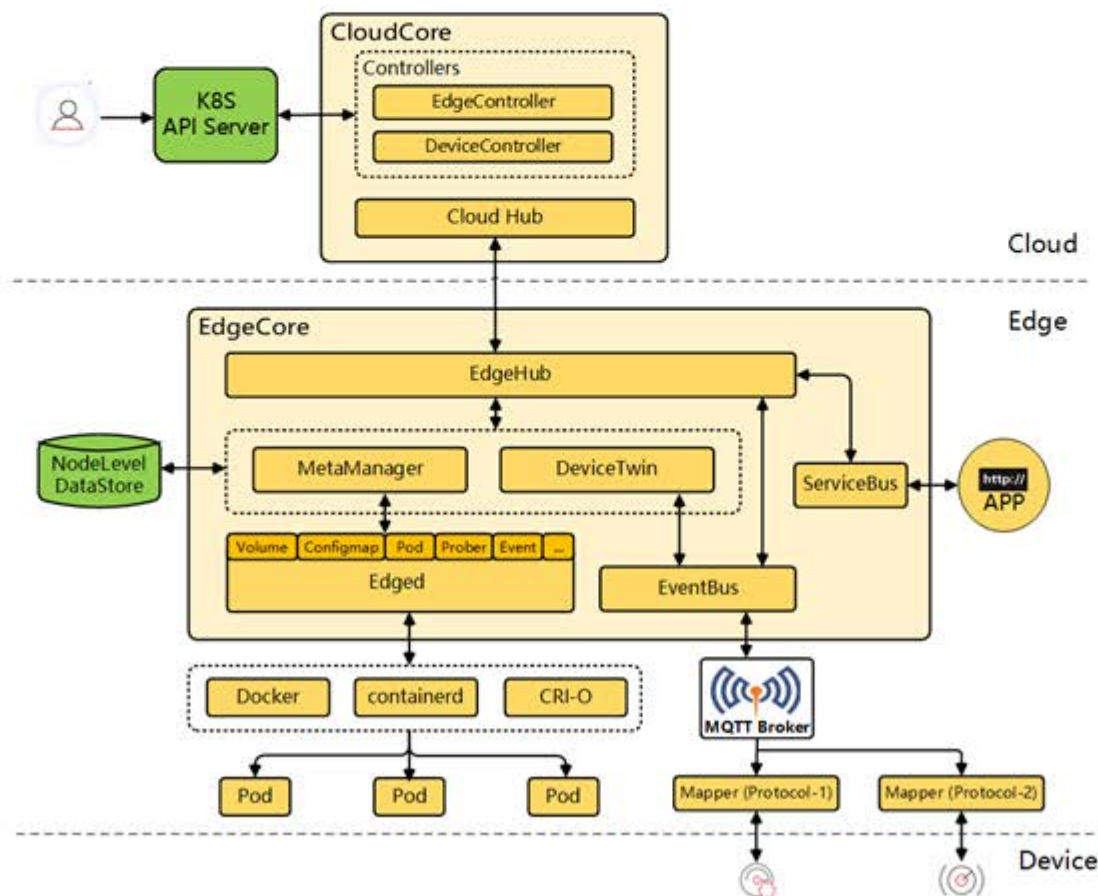 CloudCore
Controllers
EdgeController
DeviceController
K8S
API Server
Cloud Hub
Cloud
EdgeCore
Edge
EdgeHub
NodeLevel
DataStore
MetaManager
DeviceTwin
ServiceBus
http://
APP
Volume
Configmap
Pod
Prober
Event
...
Edged
EventBus
Docker
containerd
CRI-O
MQTT Broker
Pod
Pod
Pod
Mapper (Protocol-1)
Mapper (Protocol-2)
Device